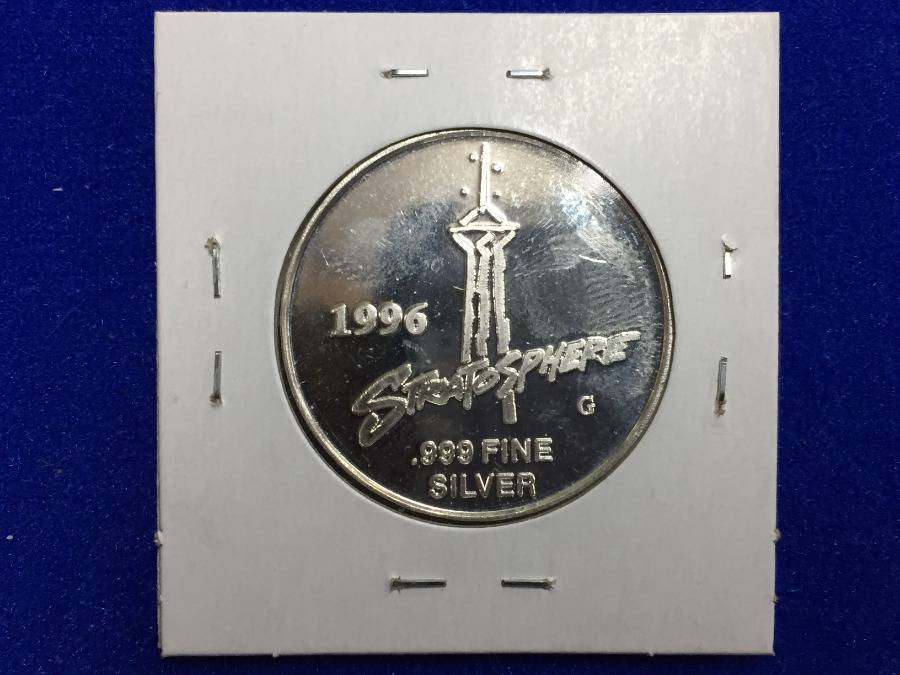 1996
STRATOSPHERE
G
.999 FINE
SILVER